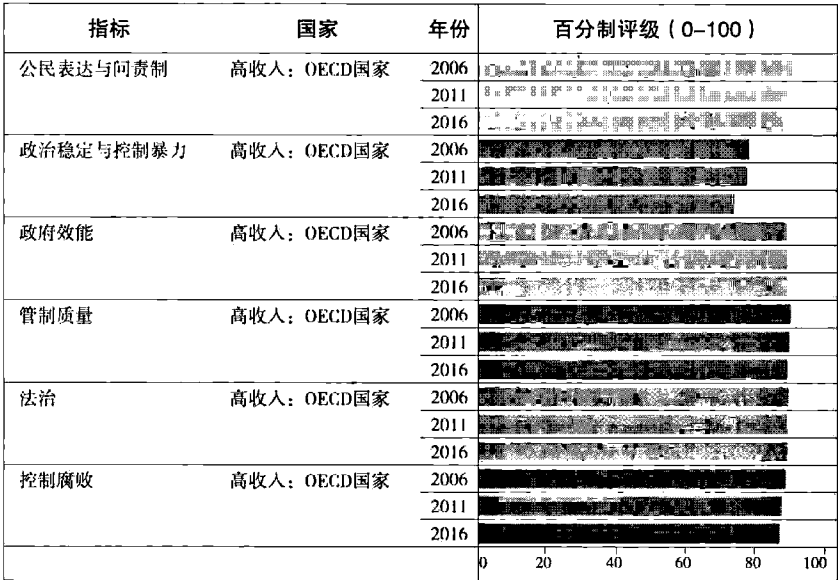 指标 国家 年份 百分制评级（0-100）
公民表达与问责制 高收入：OECD国家 2006
2011
2016
政治稳定与控制暴力 高收入：OECD国家 2006
2011
2016
政府效能 高收入：OECD国家 2006
2011
2016
管制质量 高收入：OECD国家 2006
2011
2016
法治 高收入：OECD国家 2006
2011
2016
控制腐败 高收入：OECD国家 2006
2011
2016
0 20 40 60 80 100